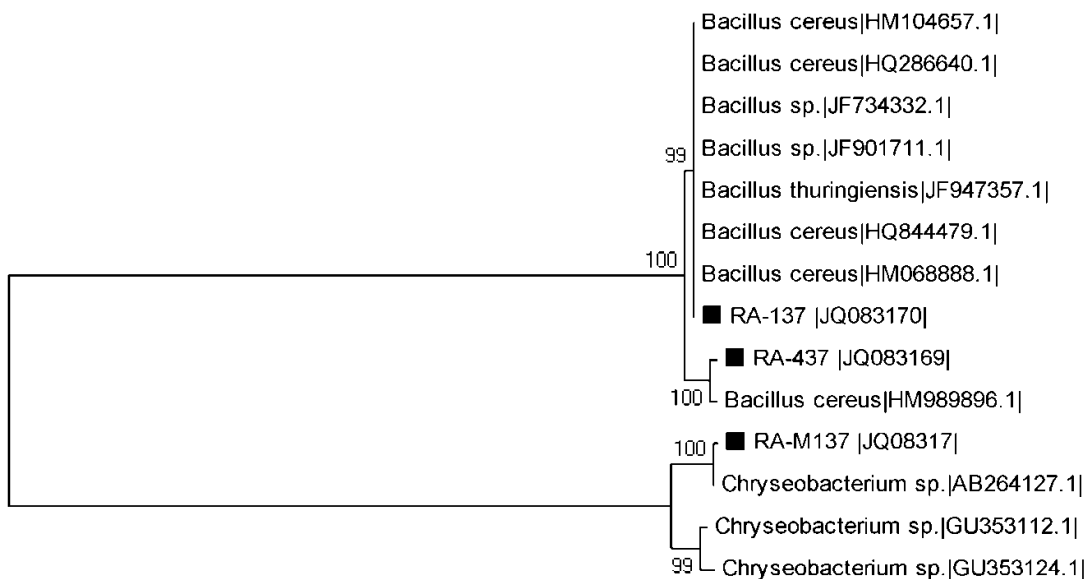 Bacillus cereus|HM104657.1|
Bacillus cereus|HQ286640.1|
Bacillus sp.|JF734332.1|
99 Bacillus sp.|JF901711.1|
Bacillus thuringiensis|JF947357.1|
Bacillus cereus|HQ844479.1|
100 Bacillus cereus|HM068888.1|
RA-137 |JQ083170|
RA-437 |JQ083169|
100 Bacillus cereus|HM989896.1|
100 RA-M137 |JQ08317|
Chryseobacterium sp.|AB264127.1|
Chryseobacterium sp.|GU353112.1|
99 Chryseobacterium sp.|GU353124.1|